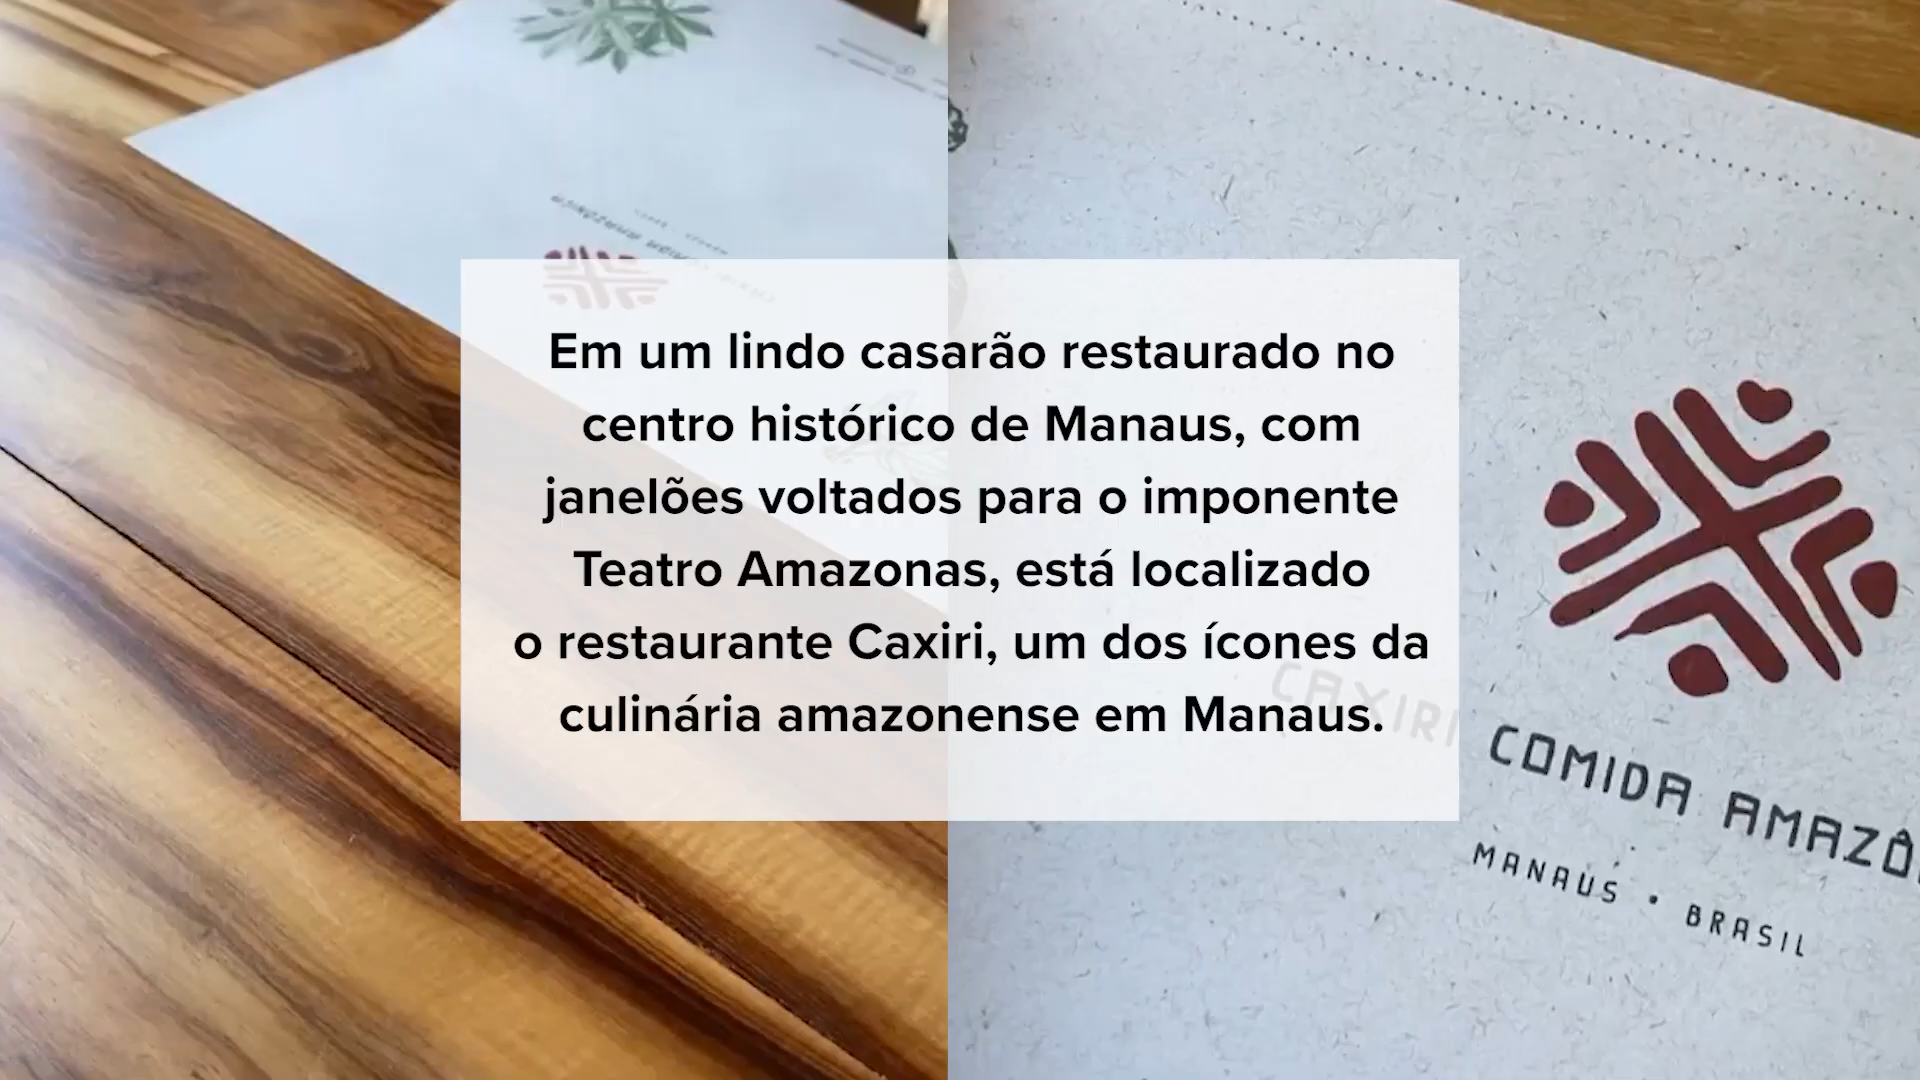 Em um lindo casarão restaurado no
centro histórico de Manaus, com
janelões voltados para o imponente
Teatro Amazonas, está localizado
o restaurante Caxiri, um dos ícones da
culinária amazonense em Manaus.
CAXIRI
COMIDA AMAZÔ
MANAUS • BRASIL